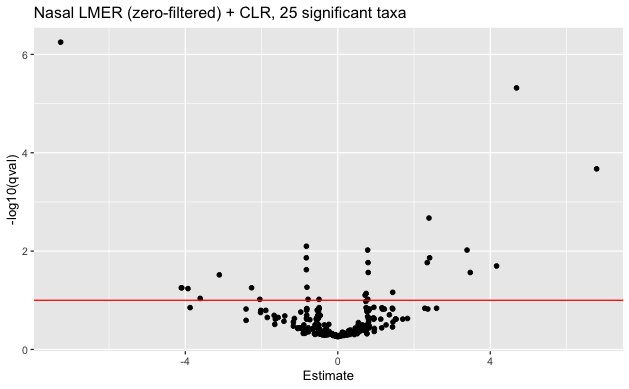 Nasal LMER (zero-filtered) + CLR, 25 significant taxa
-log10(qval)
6
4
2
0
-4
0
4
Estimate